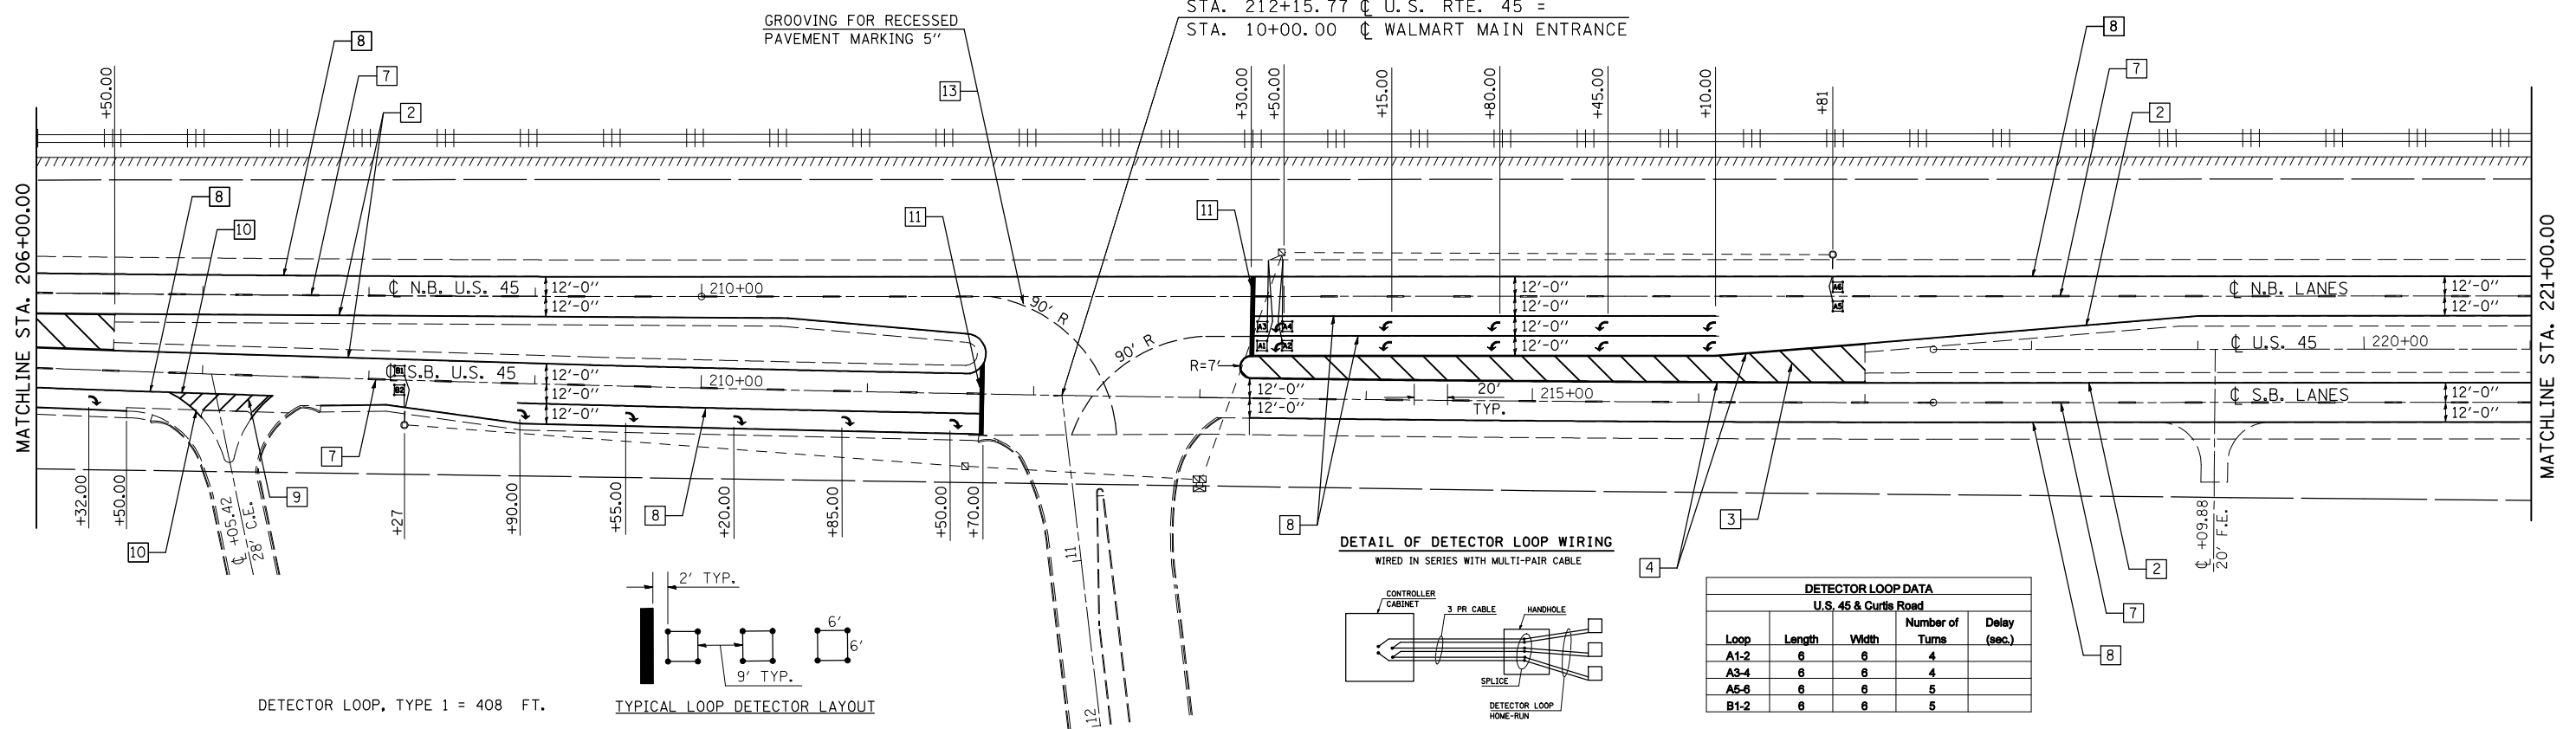 STA. 212+15.77 ℄ U.S. RTE. 45 =
STA. 10+00.00 ℄ WALMART MAIN ENTRANCE
GROOVING FOR RECESSED
PAVEMENT MARKING 5"
8
7
2
13
8
7
2
+50.00
+30.00
+50.00
+15.00
+80.00
+45.00
+10.00
+81
MATCHLINE STA. 206+00.00
MATCHLINE STA. 221+00.00
8
10
11
11
℄ N.B. U.S. 45
12'-0"
12'-0"
210+00
90' R
90' R
12'-0"
12'-0"
12'-0"
12'-0"
A3
A4
A1
A2
A6
A5
℄ N.B. LANES
12'-0"
12'-0"
℄ U.S. 45
220+00
R=7'
℄ S.B. U.S. 45
B1
B2
12'-0"
12'-0"
12'-0"
210+00
12'-0"
12'-0"
20'
TYP.
215+00
℄ S.B. LANES
12'-0"
12'-0"
7
9
10
8
8
3
4
2
7
8
+32.00
+50.00
℄ +05.42
28' C.E.
+27
+90.00
+55.00
+20.00
+85.00
+50.00
+70.00
11
12
℄ +09.88
20' F.E.
2' TYP.
6'
6'
9' TYP.
DETECTOR LOOP, TYPE 1 = 408 FT.
TYPICAL LOOP DETECTOR LAYOUT
DETAIL OF DETECTOR LOOP WIRING
WIRED IN SERIES WITH MULTI-PAIR CABLE
CONTROLLER
CABINET
3 PR CABLE
HANDHOLE
SPLICE
DETECTOR LOOP
HOME-RUN
DETECTOR LOOP DATA
U.S. 45 & Curtis Road
Loop Length Width Number of Turns Delay (sec.)
A1-2 6 6 4
A3-4 6 6 4
A5-6 6 6 5
B1-2 6 6 5